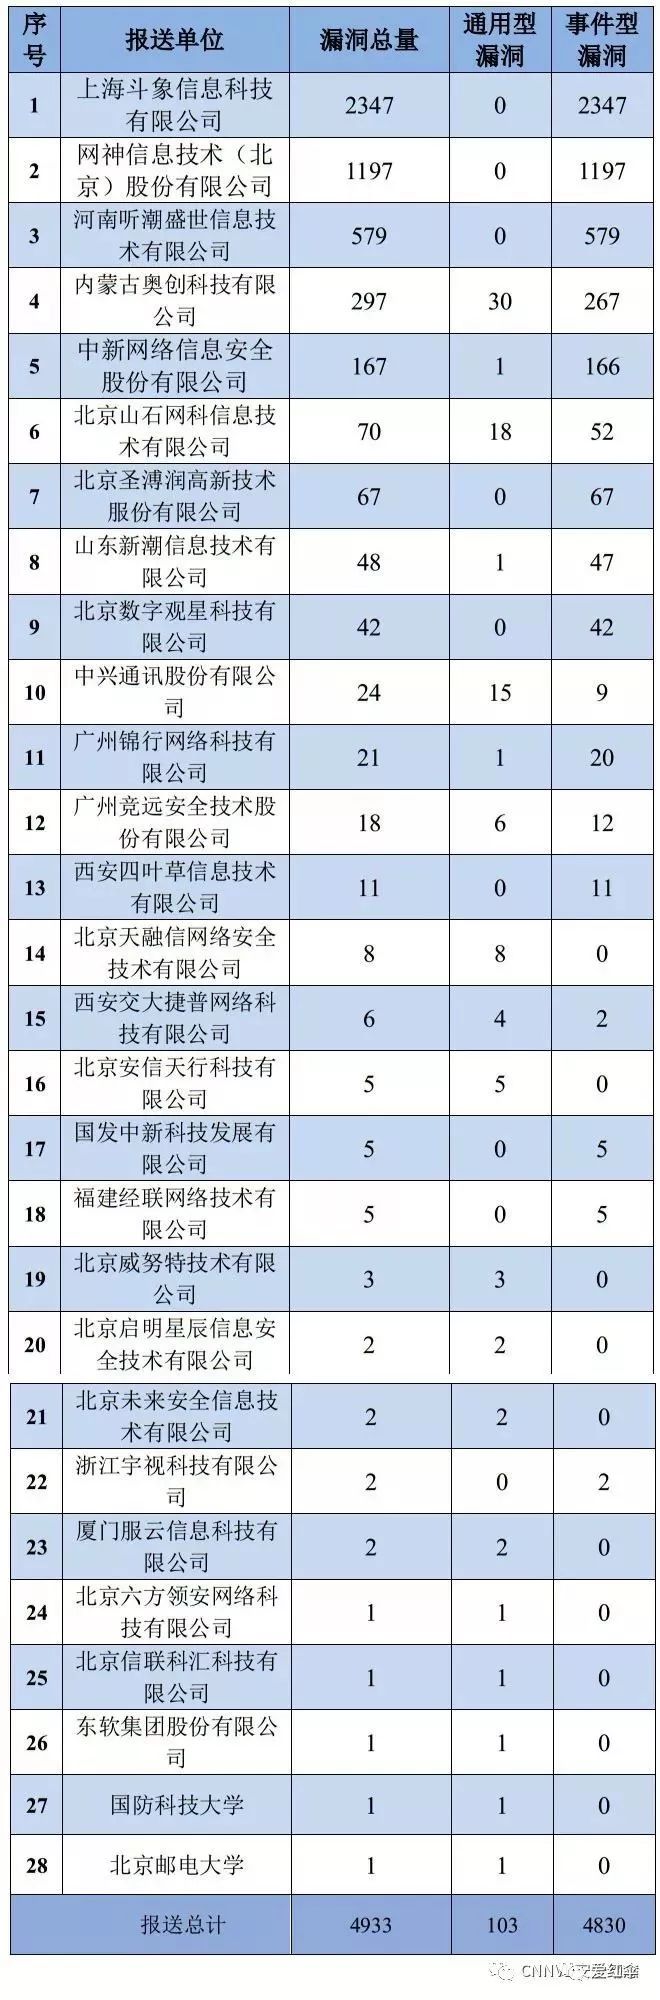 序号 报送单位 漏洞总量 通用型漏洞 事件型漏洞
1 上海斗象信息科技有限公司 2347 0 2347
2 网神信息技术（北京）股份有限公司 1197 0 1197
3 河南听潮盛世信息技术有限公司 579 0 579
4 内蒙古奥创科技有限公司 297 30 267
5 中新网络信息安全股份有限公司 167 1 166
6 北京山石网科信息技术有限公司 70 18 52
7 北京圣溥润高新技术股份有限公司 67 0 67
8 山东新潮信息技术有限公司 48 1 47
9 北京数字观星科技有限公司 42 0 42
10 中兴通讯股份有限公司 24 15 9
11 广州锦行网络科技有限公司 21 1 20
12 广州竞远安全技术股份有限公司 18 6 12
13 西安四叶草信息技术有限公司 11 0 11
14 北京天融信网络安全技术有限公司 8 8 0
15 西安交大捷普网络科技有限公司 6 4 2
16 北京安信天行科技有限公司 5 5 0
17 国发中新科技发展有限公司 5 0 5
18 福建经联网络技术有限公司 5 0 5
19 北京威努特技术有限公司 3 3 0
20 北京启明星辰信息安全技术有限公司 2 2 0
21 北京未来安全信息技术有限公司 2 2 0
22 浙江宇视科技有限公司 2 0 2
23 厦门服云信息科技有限公司 2 2 0
24 北京六方领安网络科技有限公司 1 1 0
25 北京信联科汇科技有限公司 1 1 0
26 东软集团股份有限公司 1 1 0
27 国防科技大学 1 1 0
28 北京邮电大学 1 1 0
报送总计 4933 103 4830